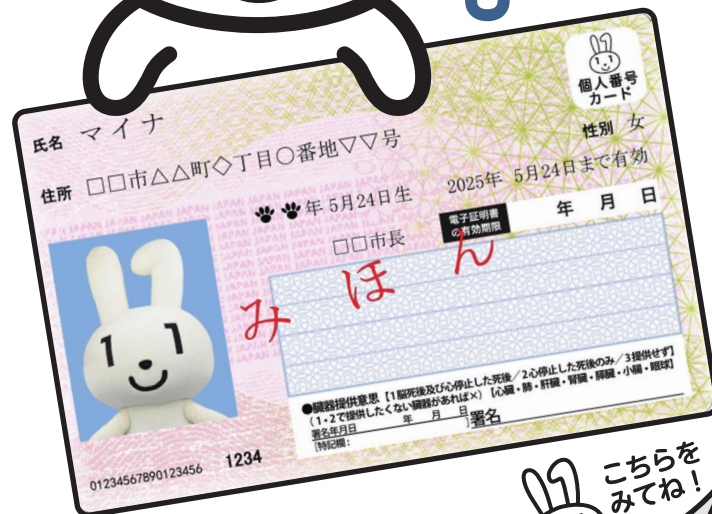 個人番号
カード
氏名 マイナ
性別 女
住所 □□市△△町◇丁目○番地▽▽号
年 5月24日生 2025年 5月24日まで有効
□□市長
電子証明書
の有効期限
年 月 日
みほん
JAPAN JAPAN JAPAN JAPAN JAPAN
●臓器提供意思【1脳死後及び心停止した死後/2心停止した死後のみ/3提供せず】
(1・2で提供したくない臓器があれば×)【心臓・肺・肝臓・腎臓・膵臓・小腸・眼球】
署名年月日 年 月 日 署名
[特記欄: ]
01234567890123456 1234
こちらを
みてね!